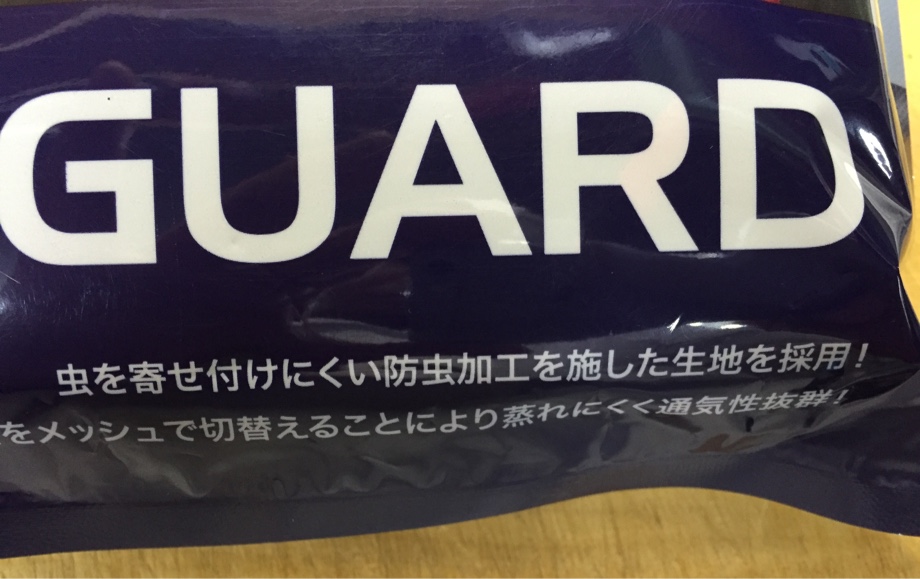 GUARD
虫を寄せ付けにくい防虫加工を施した生地を採用！
をメッシュで切替えることにより蒸れにくく通気性抜群！